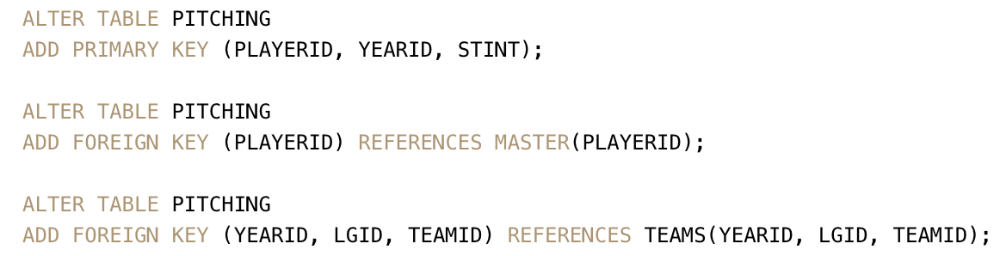 ALTER TABLE PITCHING
ADD PRIMARY KEY (PLAYERID, YEARID, STINT);
ALTER TABLE PITCHING
ADD FOREIGN KEY (PLAYERID) REFERENCES MASTER(PLAYERID);
ALTER TABLE PITCHING
ADD FOREIGN KEY (YEARID, LGID, TEAMID) REFERENCES TEAMS(YEARID, LGID, TEAMID);